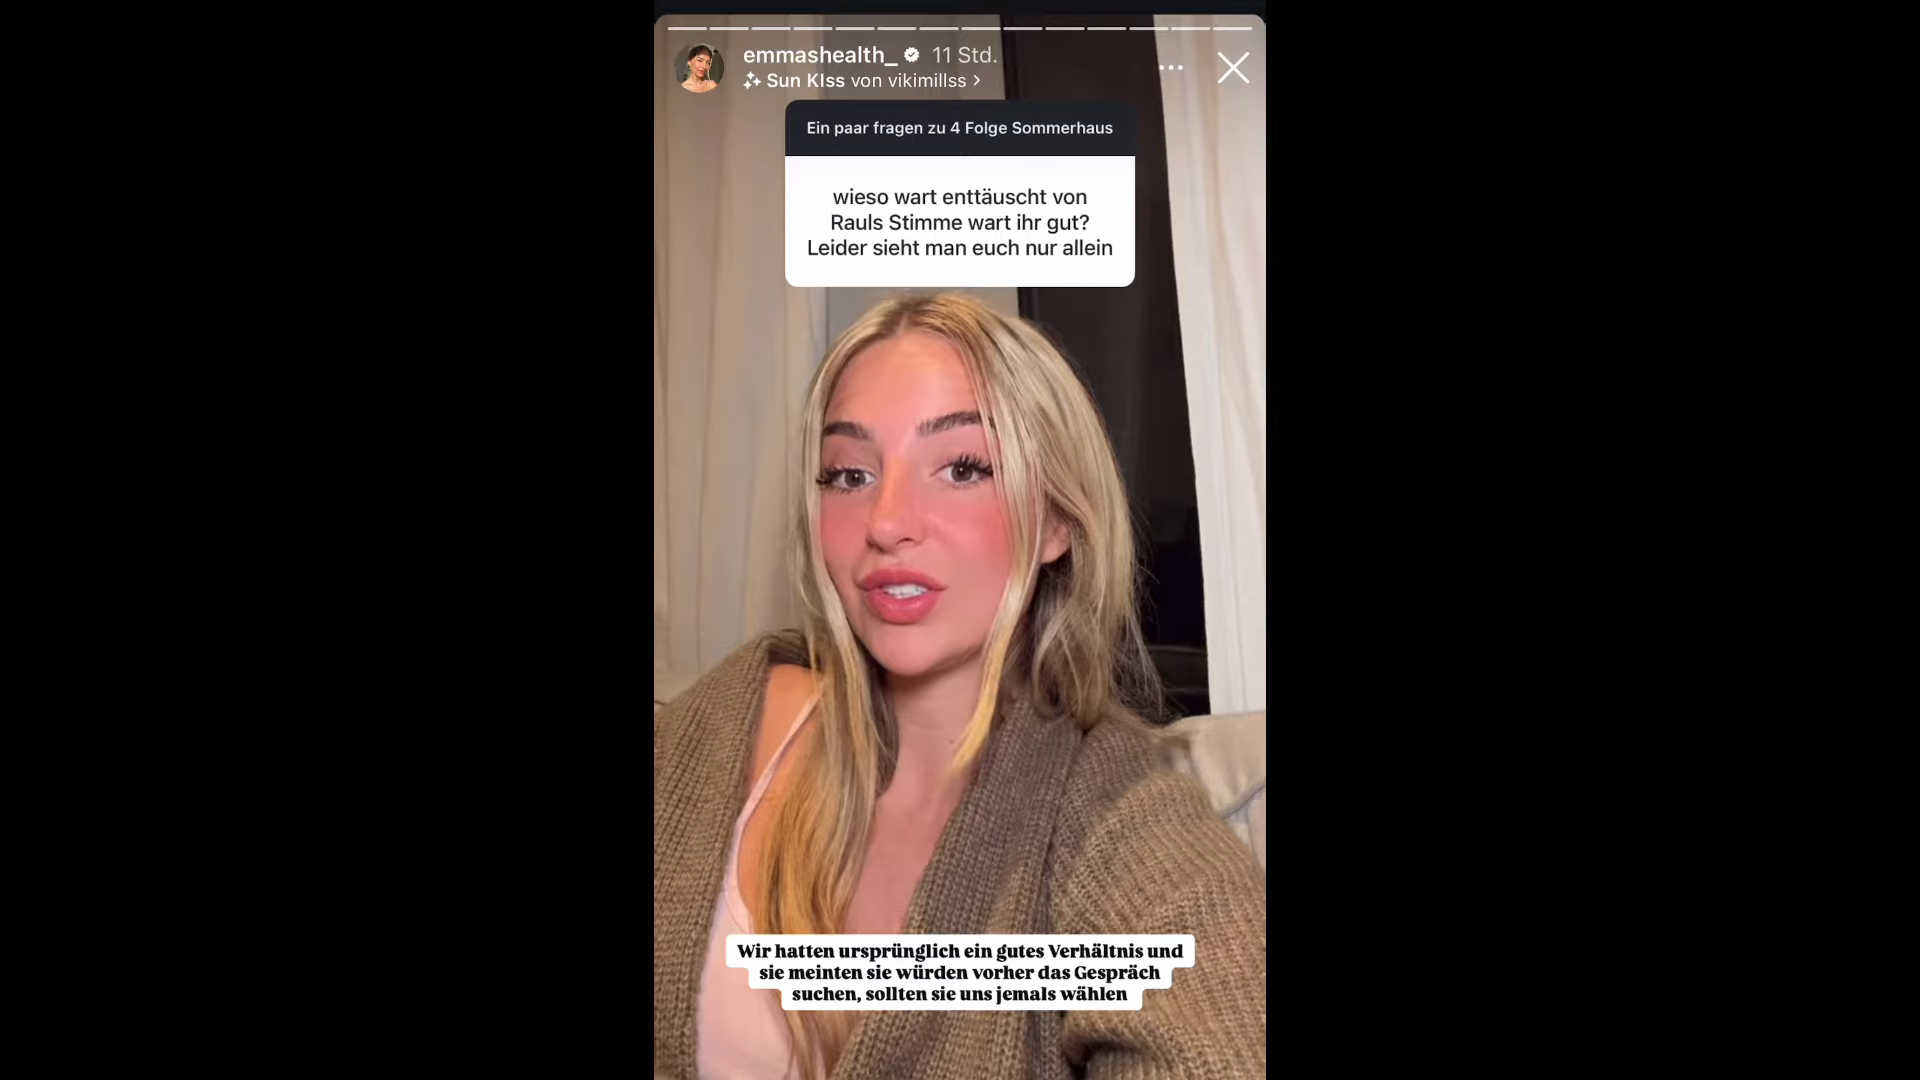 emmashealth_ 11 Std.
Sun KIss von vikimillss >
Ein paar fragen zu 4 Folge Sommerhaus
wieso wart enttäuscht von
Rauls Stimme wart ihr gut?
Leider sieht man euch nur allein
Wir hatten ursprünglich ein gutes Verhältnis und
sie meinten sie würden vorher das Gespräch
suchen, sollten sie uns jemals wählen